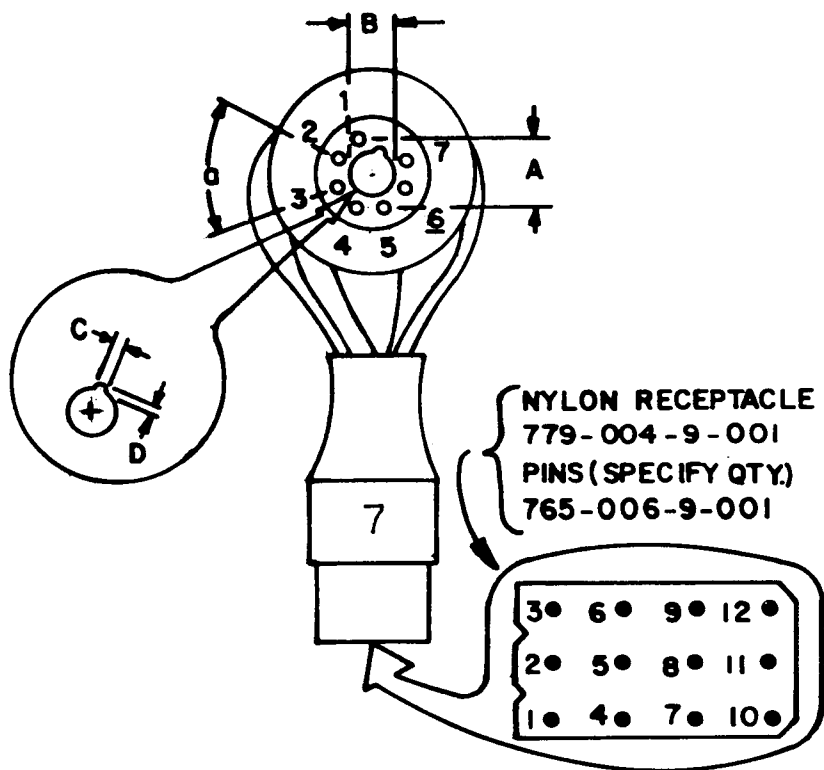 B
1
2
7
a
A
3
6
4 5
C
D
NYLON RECEPTACLE
779-004-9-001
PINS (SPECIFY QTY.)
765-006-9-001
7
3 6 9 12
2 5 8 11
1 4 7 10